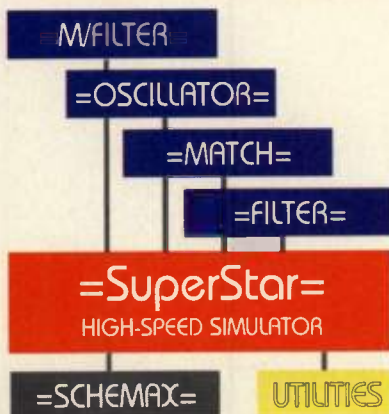 =M/FILTER=
=OSCILLATOR=
=MATCH=
=FILTER=
=SuperStar=
HIGH-SPEED SIMULATOR
=SCHEMAX=
UTILITIES